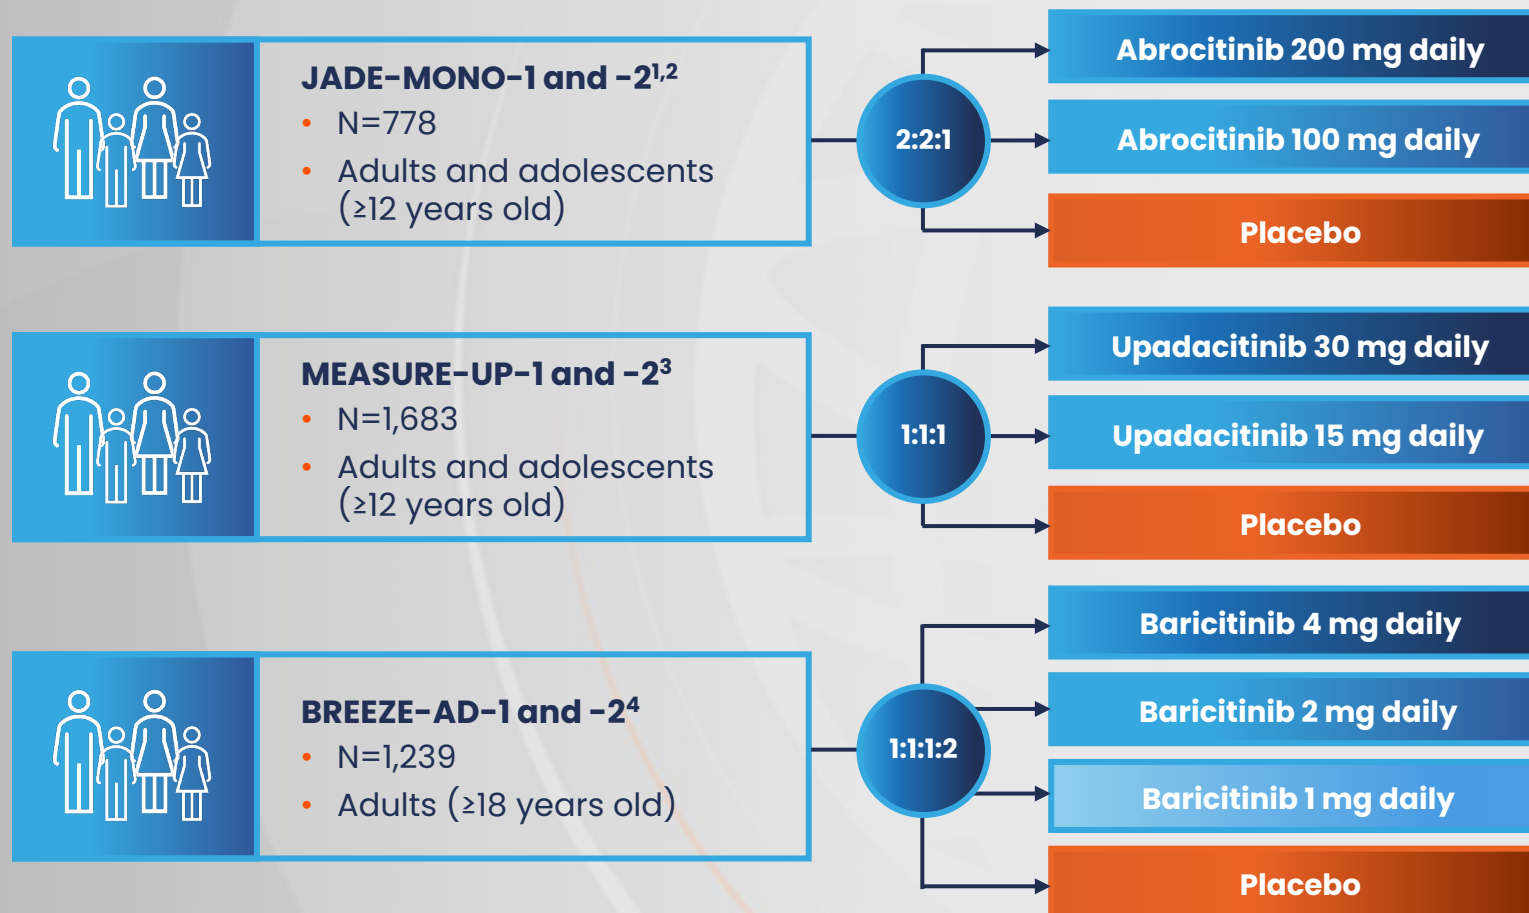 JADE-MONO-1 and -2¹,²
• N=778
• Adults and adolescents
(≥12 years old)
2:2:1
Abrocitinib 200 mg daily
Abrocitinib 100 mg daily
Placebo
MEASURE-UP-1 and -2³
• N=1,683
• Adults and adolescents
(≥12 years old)
1:1:1
Upadacitinib 30 mg daily
Upadacitinib 15 mg daily
Placebo
BREEZE-AD-1 and -2⁴
• N=1,239
• Adults (≥18 years old)
1:1:1:2
Baricitinib 4 mg daily
Baricitinib 2 mg daily
Baricitinib 1 mg daily
Placebo